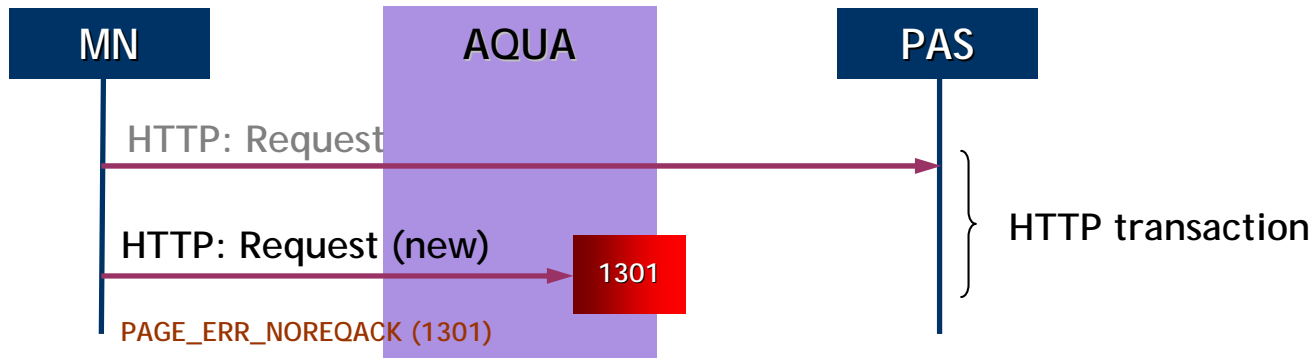 MN
AQUA
PAS
HTTP: Request
HTTP transaction
HTTP: Request (new)
1301
PAGE_ERR_NOREQACK (1301)